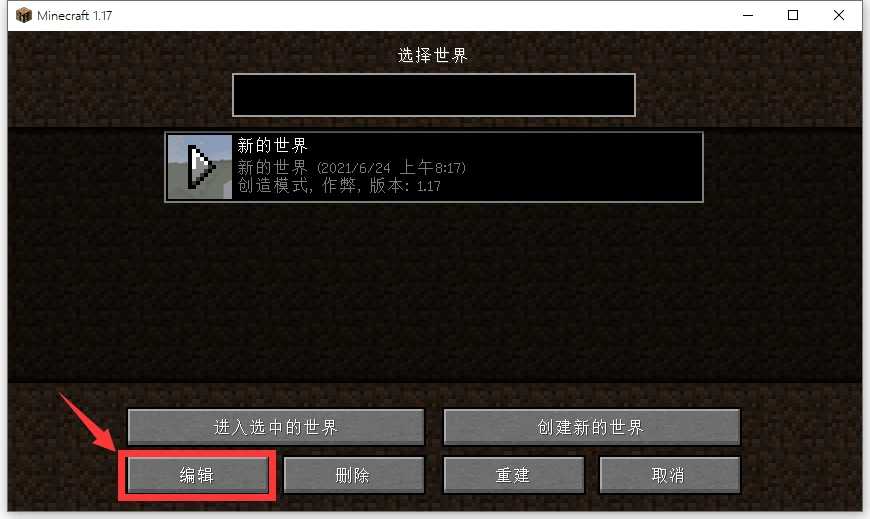 Minecraft 1.17
选择世界
新的世界
新的世界 (2021/6/24 上午8:17)
创造模式, 作弊, 版本: 1.17
进入选中的世界 创建新的世界
编辑 删除 重建 取消